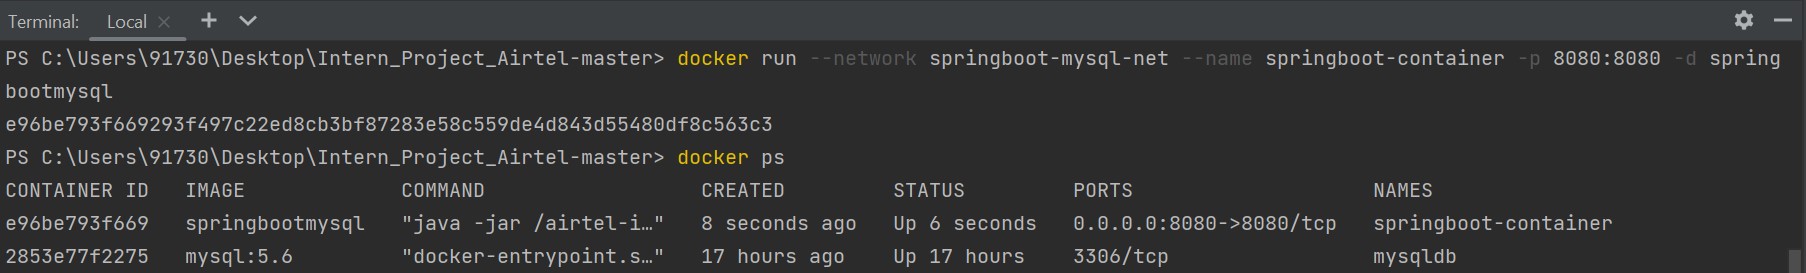 Terminal: Local × +
PS C:\Users\91730\Desktop\Intern_Project_Airtel-master> docker run --network springboot-mysql-net --name springboot-container -p 8080:8080 -d spring
bootmysql
e96be793f669293f497c22ed8cb3bf87283e58c559de4d843d55480df8c563c3
PS C:\Users\91730\Desktop\Intern_Project_Airtel-master> docker ps
CONTAINER ID   IMAGE             COMMAND                  CREATED         STATUS         PORTS                    NAMES
e96be793f669   springbootmysql   "java -jar /airtel-i…"   8 seconds ago   Up 6 seconds   0.0.0.0:8080->8080/tcp   springboot-container
2853e77f2275   mysql:5.6         "docker-entrypoint.s…"   17 hours ago    Up 17 hours    3306/tcp                 mysqldb